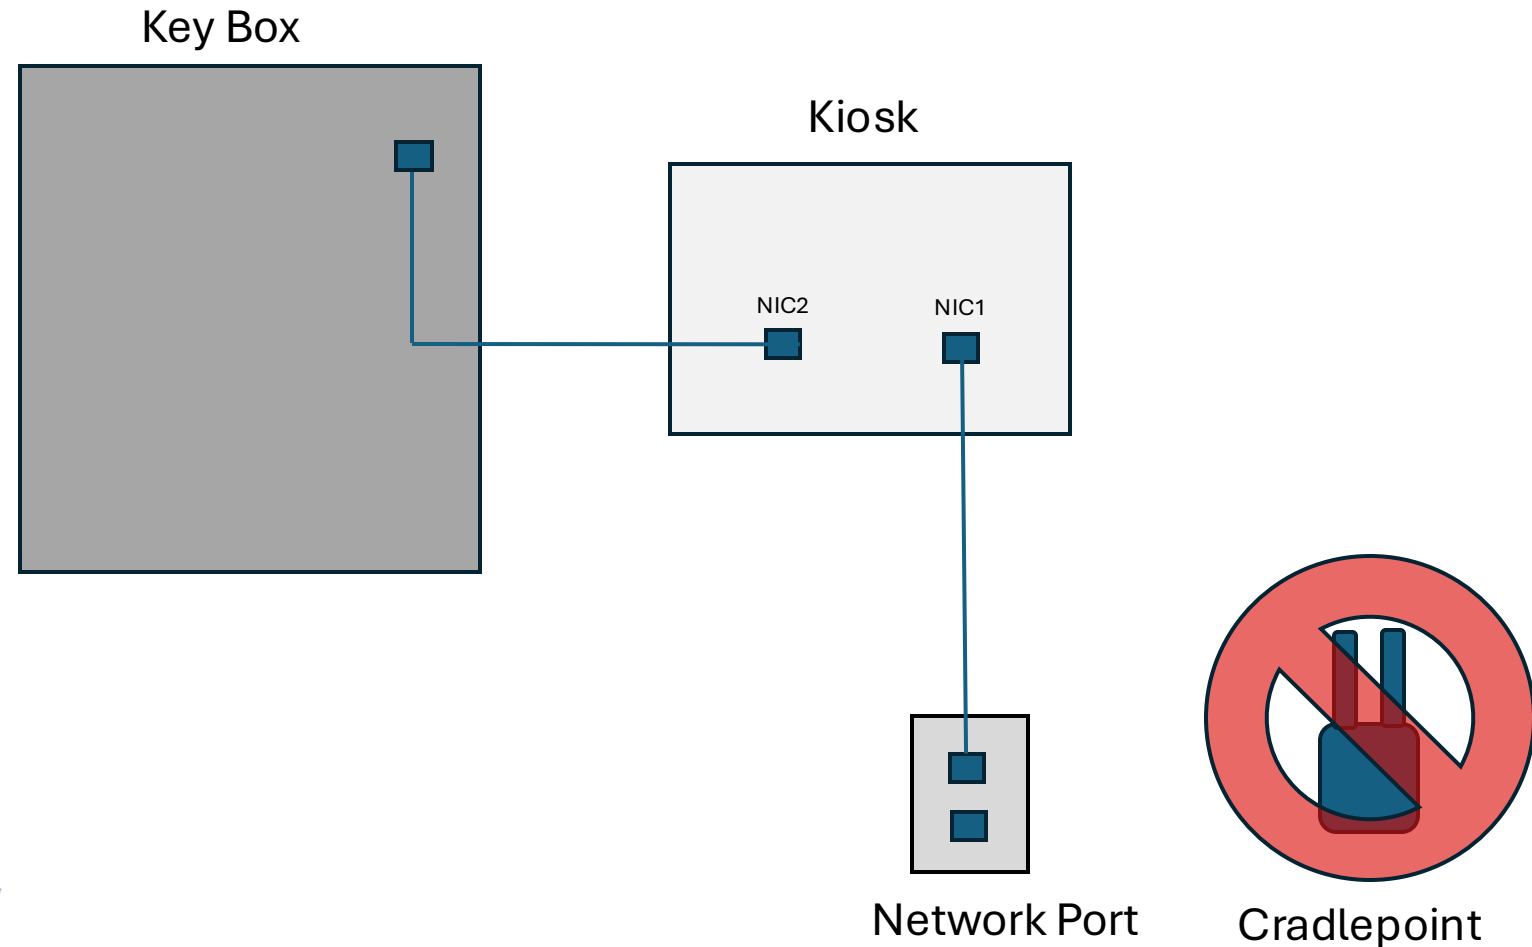 Key Box
Kiosk
NIC2
NIC1
Network Port
Cradlepoint